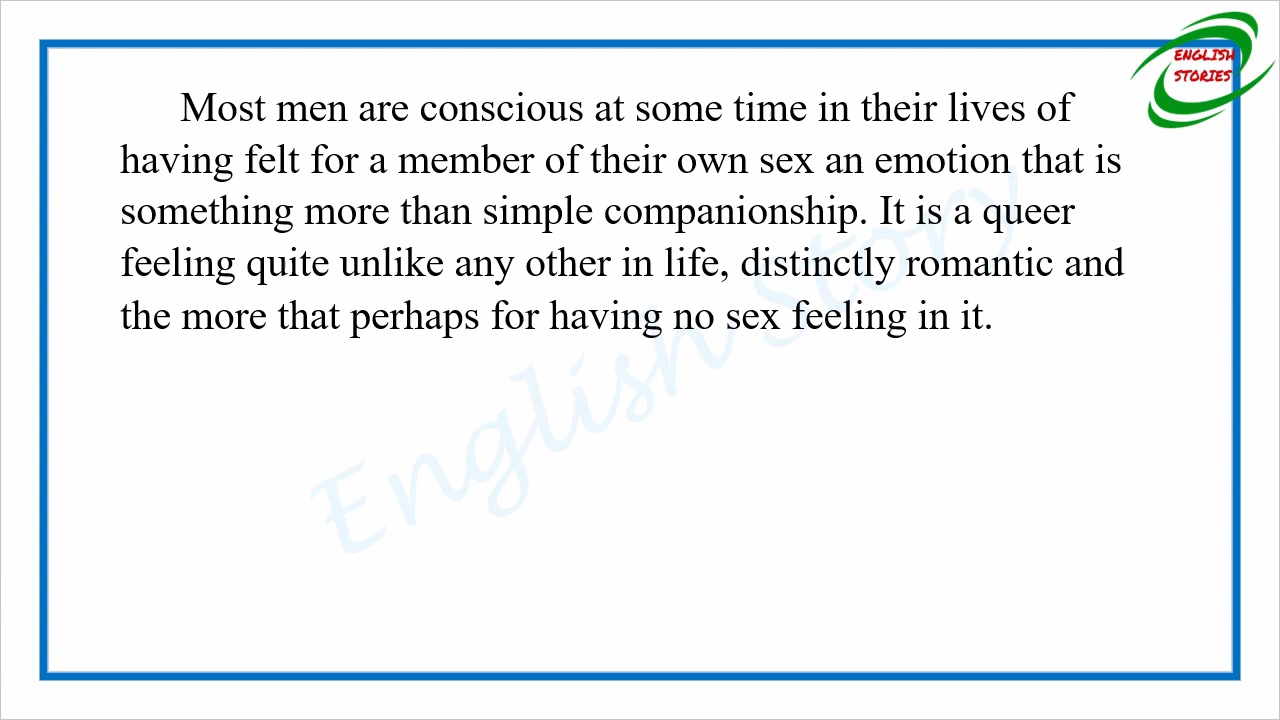 ENGLISH
STORIES
Most men are conscious at some time in their lives of
having felt for a member of their own sex an emotion that is
something more than simple companionship. It is a queer
feeling quite unlike any other in life, distinctly romantic and
the more that perhaps for having no sex feeling in it.
English Story